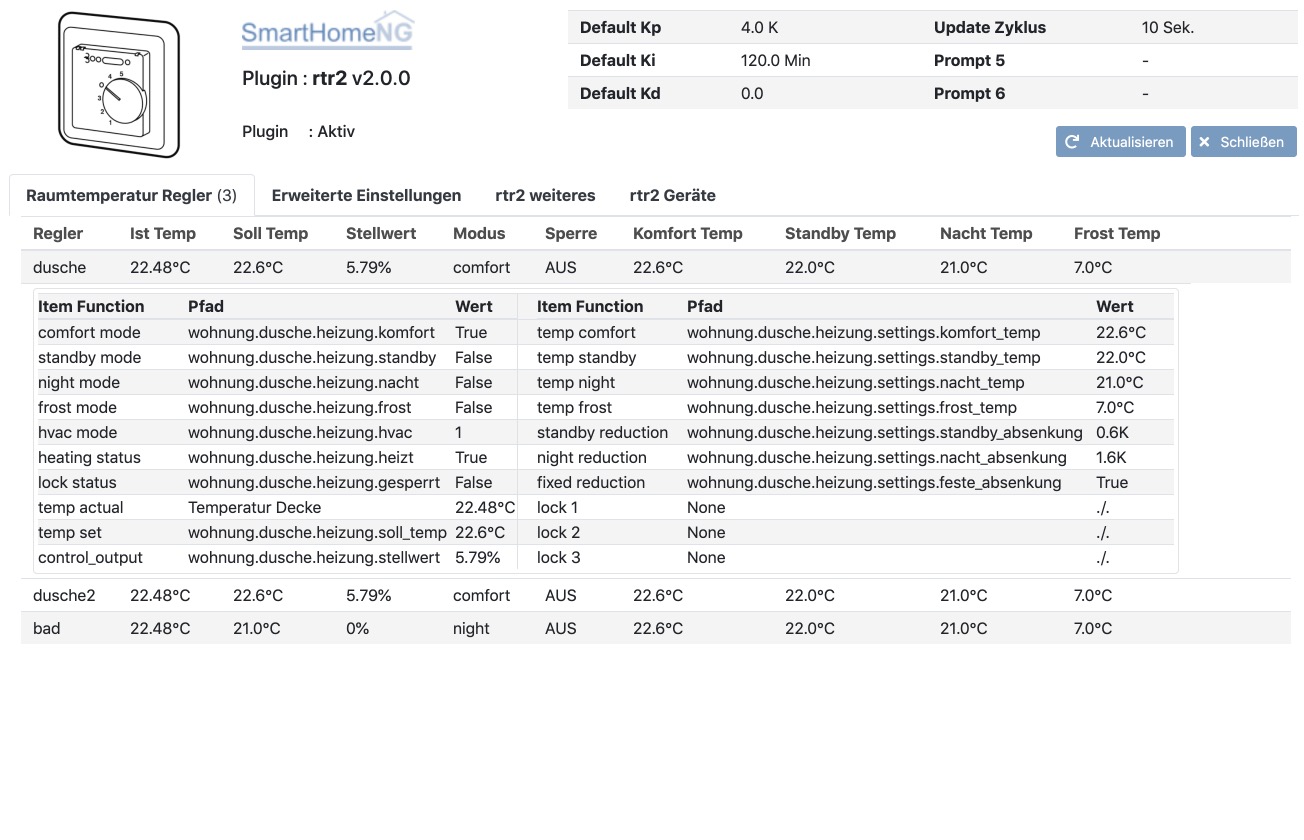 SmartHomeNG
Plugin : rtr2 v2.0.0
Plugin : Aktiv
Default Kp 4.0 K Update Zyklus 10 Sek.
Default Ki 120.0 Min Prompt 5 -
Default Kd 0.0 Prompt 6 -
Aktualisieren Schließen
Raumtemperatur Regler (3) Erweiterte Einstellungen rtr2 weiteres rtr2 Geräte
Regler Ist Temp Soll Temp Stellwert Modus Sperre Komfort Temp Standby Temp Nacht Temp Frost Temp
dusche 22.48°C 22.6°C 5.79% comfort AUS 22.6°C 22.0°C 21.0°C 7.0°C
Item Function Pfad Wert Item Function Pfad Wert
comfort mode wohnung.dusche.heizung.komfort True temp comfort wohnung.dusche.heizung.settings.komfort_temp 22.6°C
standby mode wohnung.dusche.heizung.standby False temp standby wohnung.dusche.heizung.settings.standby_temp 22.0°C
night mode wohnung.dusche.heizung.nacht False temp night wohnung.dusche.heizung.settings.nacht_temp 21.0°C
frost mode wohnung.dusche.heizung.frost False temp frost wohnung.dusche.heizung.settings.frost_temp 7.0°C
hvac mode wohnung.dusche.heizung.hvac 1 standby reduction wohnung.dusche.heizung.settings.standby_absenkung 0.6K
heating status wohnung.dusche.heizung.heizt True night reduction wohnung.dusche.heizung.settings.nacht_absenkung 1.6K
lock status wohnung.dusche.heizung.gesperrt False fixed reduction wohnung.dusche.heizung.settings.feste_absenkung True
temp actual Temperatur Decke 22.48°C lock 1 None ./.
temp set wohnung.dusche.heizung.soll_temp 22.6°C lock 2 None ./.
control_output wohnung.dusche.heizung.stellwert 5.79% lock 3 None ./.
dusche2 22.48°C 22.6°C 5.79% comfort AUS 22.6°C 22.0°C 21.0°C 7.0°C
bad 22.48°C 21.0°C 0% night AUS 22.6°C 22.0°C 21.0°C 7.0°C